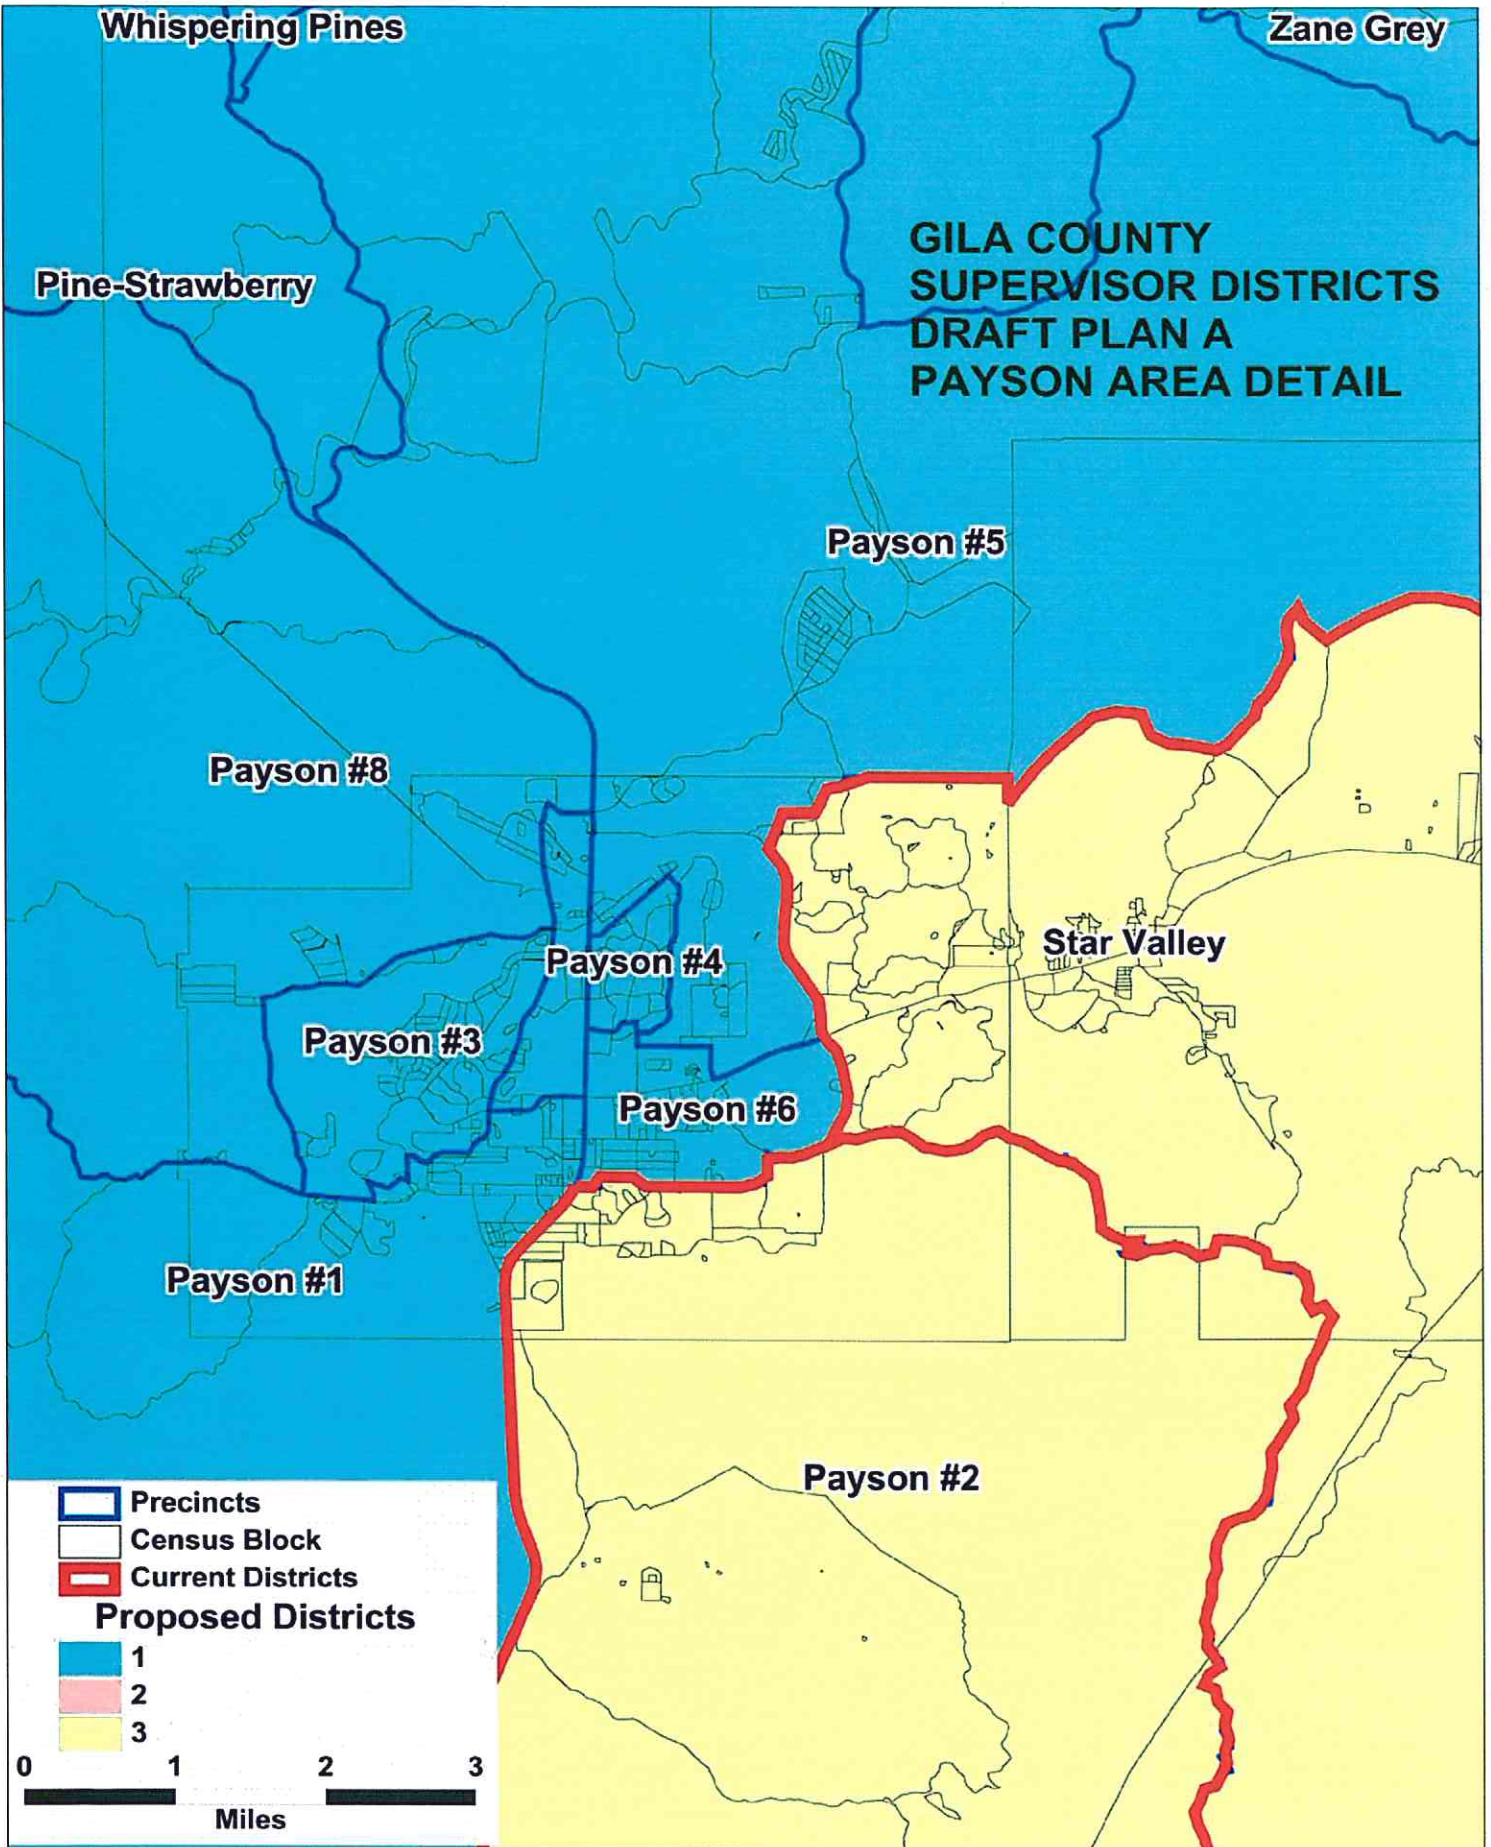 Whispering Pines
Zane Grey
GILA COUNTY
SUPERVISOR DISTRICTS
DRAFT PLAN A
PAYSON AREA DETAIL
Pine-Strawberry
Payson #5
Payson #8
Star Valley
Payson #4
Payson #3
Payson #6
Payson #1
Payson #2
Precincts
Census Block
Current Districts
Proposed Districts
1
2
3
0 1 2 3
Miles